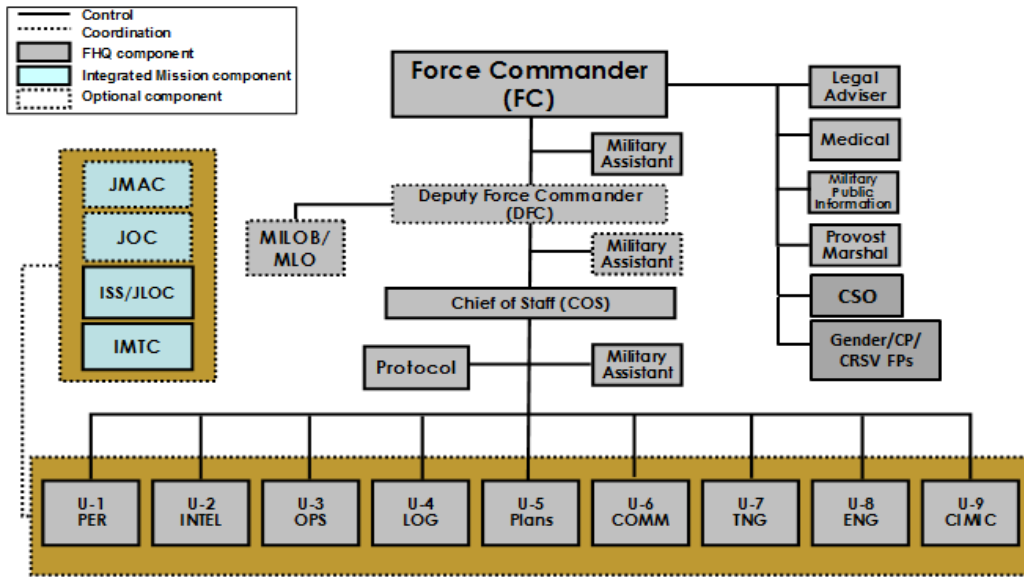 Control
Coordination
FHQ component
Integrated Mission component
Optional component
Force Commander
(FC)
Legal
Adviser
Medical
Military
Public
Information
Provost
Marshal
CSO
Gender/CP/
CRSV FPs
Military
Assistant
Deputy Force Commander
(DFC)
MILOB/
MLO
Military
Assistant
Chief of Staff (COS)
Protocol
Military
Assistant
JMAC
JOC
ISS/JLOC
IMTC
U-1
PER
U-2
INTEL
U-3
OPS
U-4
LOG
U-5
Plans
U-6
COMM
U-7
TNG
U-8
ENG
U-9
CIMIC